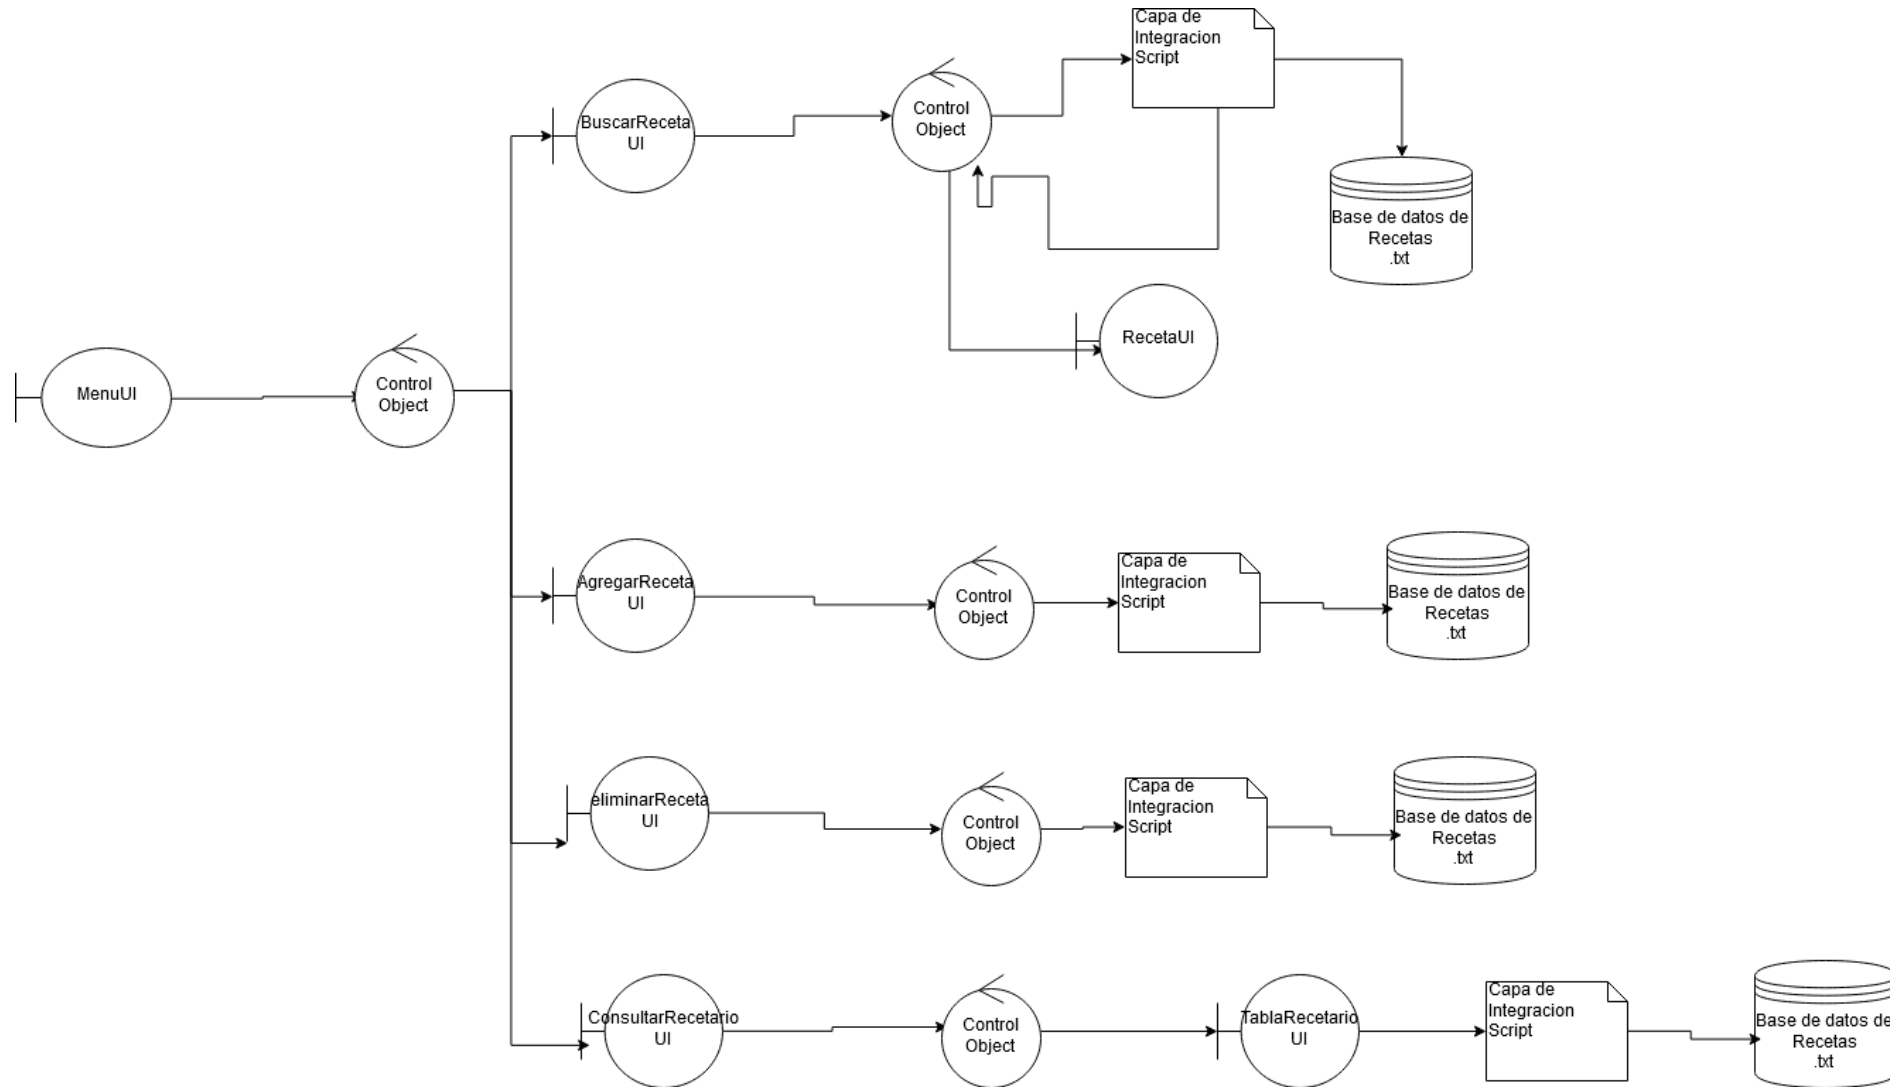 Capa de
Integracion
Script
Control
Object
BuscarReceta
UI
Base de datos de
Recetas
.txt
RecetaUI
MenuUI
Control
Object
AgregarReceta
UI
Control
Object
Capa de
Integracion
Script
Base de datos de
Recetas
.txt
eliminarReceta
UI
Control
Object
Capa de
Integracion
Script
Base de datos de
Recetas
.txt
ConsultarRecetario
UI
Control
Object
TablaRecetario
UI
Capa de
Integracion
Script
Base de datos de
Recetas
.txt